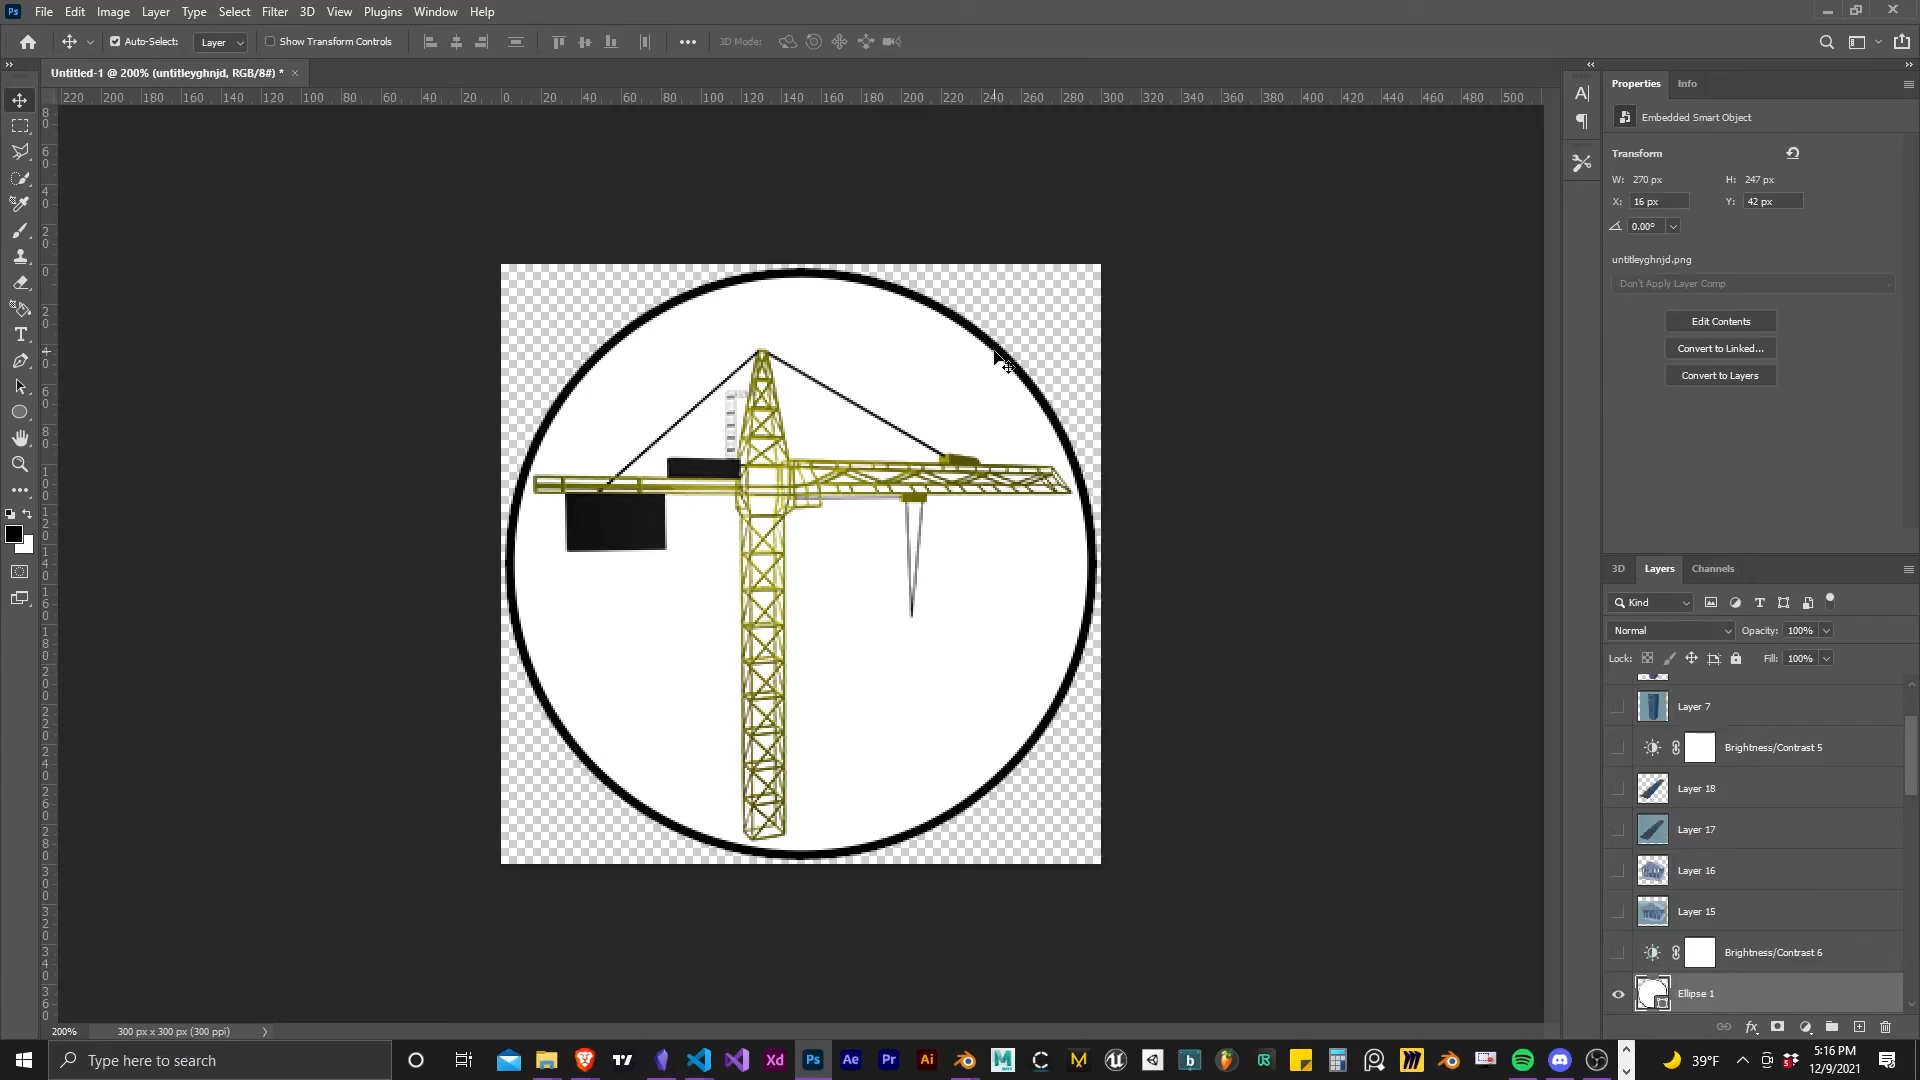 Ps File Edit Image Layer Type Select Filter 3D View Plugins Window Help
Auto-Select: Layer Show Transform Controls 3D Mode:
Untitled-1 @ 200% (untitleyghnjd, RGB/8#) * ×
220 200 180 160 140 120 100 80 60 40 20 0 20 40 60 80 100 120 140 160 180 200 220 240 260 280 300 320 340 360 380 400 420 440 460 480 500
Properties Info
Embedded Smart Object
Transform
W: 270 px H: 247 px
X: 16 px Y: 42 px
0.00°
untitleyghnjd.png
Don't Apply Layer Comp
Edit Contents
Convert to Linked...
Convert to Layers
3D Layers Channels
Kind
Normal Opacity: 100%
Lock: Fill: 100%
Layer 7
Brightness/Contrast 5
Layer 18
Layer 17
Layer 16
Layer 15
Brightness/Contrast 6
Ellipse 1
fx
200% 300 px x 300 px (300 ppi)
Type here to search
Xd Ps Ae Pr Ai
39°F
5:16 PM
12/9/2021